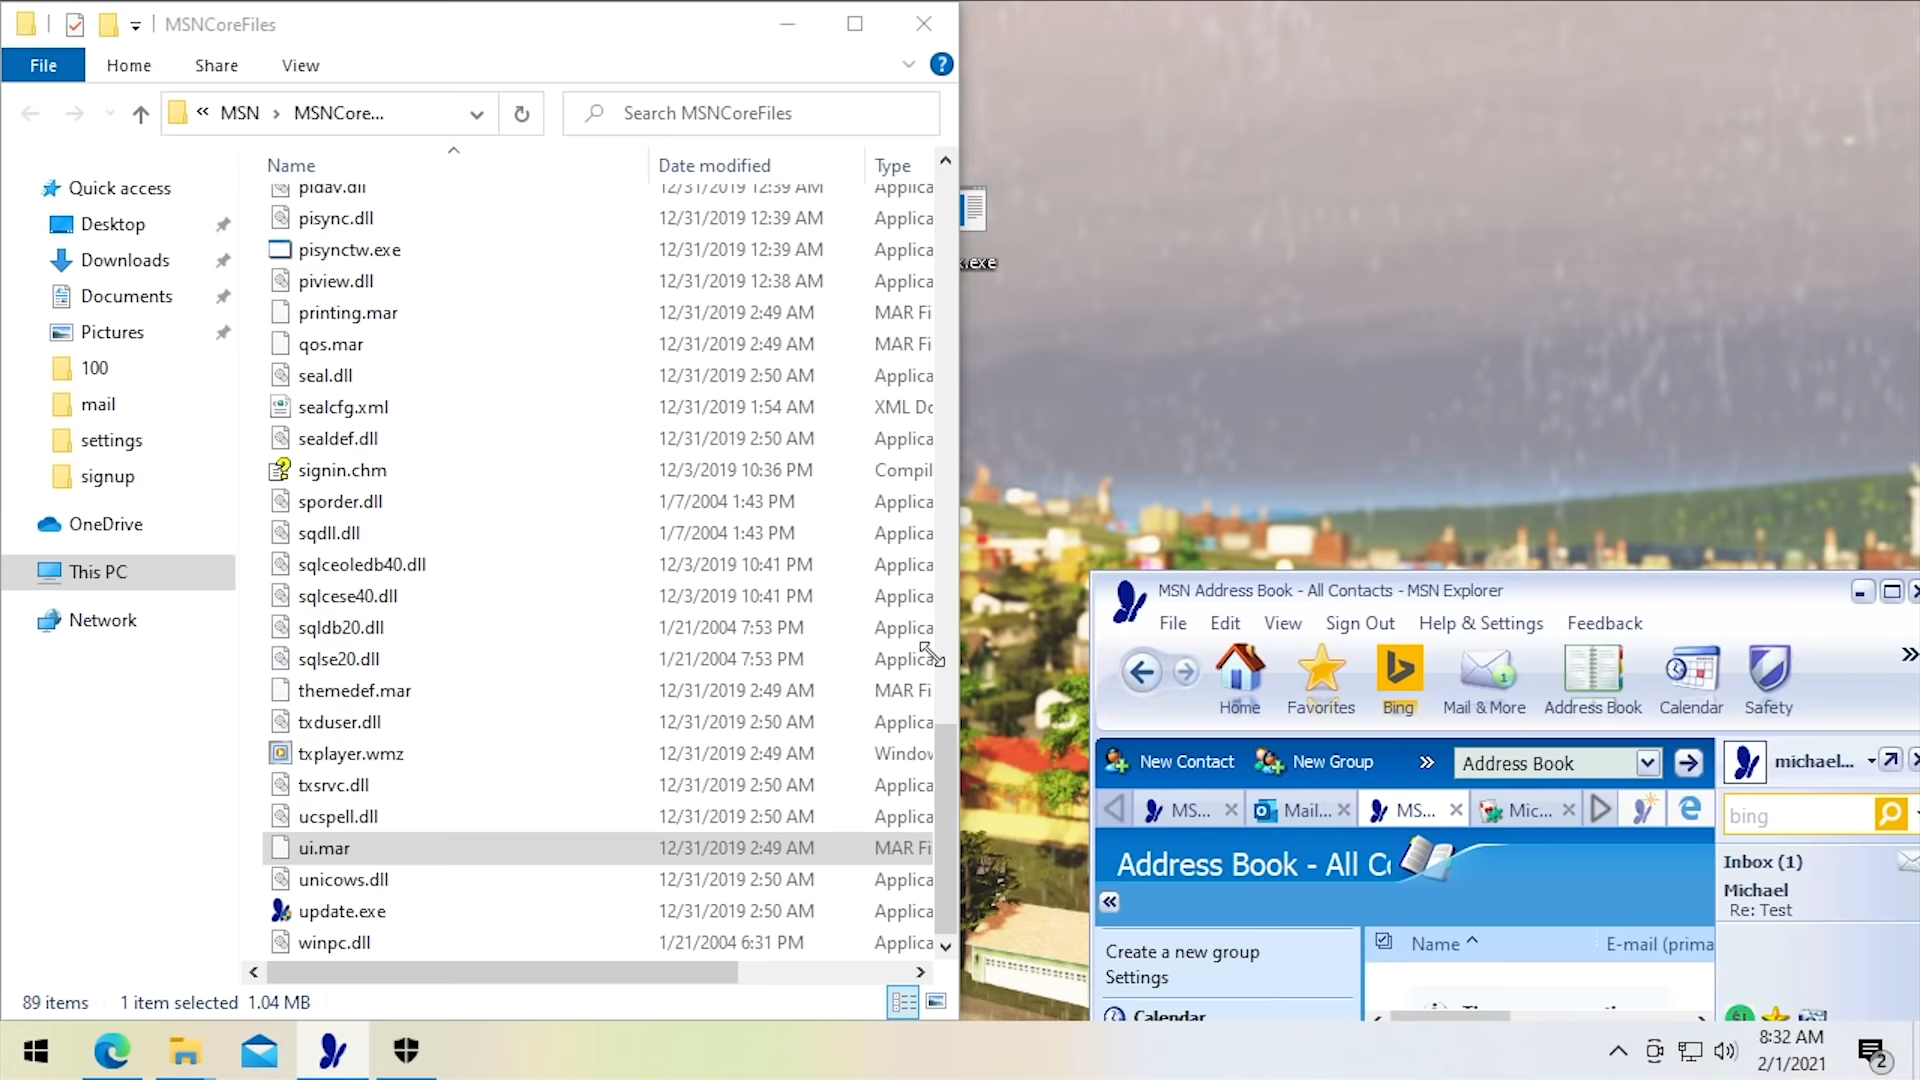 MSNCoreFiles
File Home Share View
« MSN > MSNCore... Search MSNCoreFiles
Name Date modified Type
pidav.dll 12/31/2019 12:39 AM Applica
pisync.dll 12/31/2019 12:39 AM Applica
pisynctw.exe 12/31/2019 12:39 AM Applica
piview.dll 12/31/2019 12:38 AM Applica
printing.mar 12/31/2019 2:49 AM MAR Fi
qos.mar 12/31/2019 2:49 AM MAR Fi
seal.dll 12/31/2019 2:50 AM Applica
sealcfg.xml 12/31/2019 1:54 AM XML Do
sealdef.dll 12/31/2019 2:50 AM Applica
signin.chm 12/3/2019 10:36 PM Compil
sporder.dll 1/7/2004 1:43 PM Applica
sqdll.dll 1/7/2004 1:43 PM Applica
sqlceoledb40.dll 12/3/2019 10:41 PM Applica
sqlcese40.dll 12/3/2019 10:41 PM Applica
sqldb20.dll 1/21/2004 7:53 PM Applica
sqlse20.dll 1/21/2004 7:53 PM Applica
themedef.mar 12/31/2019 2:49 AM MAR Fi
txduser.dll 12/31/2019 2:50 AM Applica
txplayer.wmz 12/31/2019 2:49 AM Window
txsrvc.dll 12/31/2019 2:50 AM Applica
ucspell.dll 12/31/2019 2:50 AM Applica
ui.mar 12/31/2019 2:49 AM MAR Fi
unicows.dll 12/31/2019 2:50 AM Applica
update.exe 12/31/2019 2:50 AM Applica
winpc.dll 1/21/2004 6:31 PM Applica
Quick access
Desktop
Downloads
Documents
Pictures
100
mail
settings
signup
OneDrive
This PC
Network
89 items 1 item selected 1.04 MB
.exe
MSN Address Book - All Contacts - MSN Explorer
File Edit View Sign Out Help & Settings Feedback
Home Favorites Bing Mail & More Address Book Calendar Safety
New Contact New Group » Address Book
michael...
MS... Mail... MS... Mic...
bing
Address Book - All Co
Inbox (1)
Michael
Re: Test
Create a new group
Settings
Calendar
Name E-mail (prima
8:32 AM
2/1/2021
2